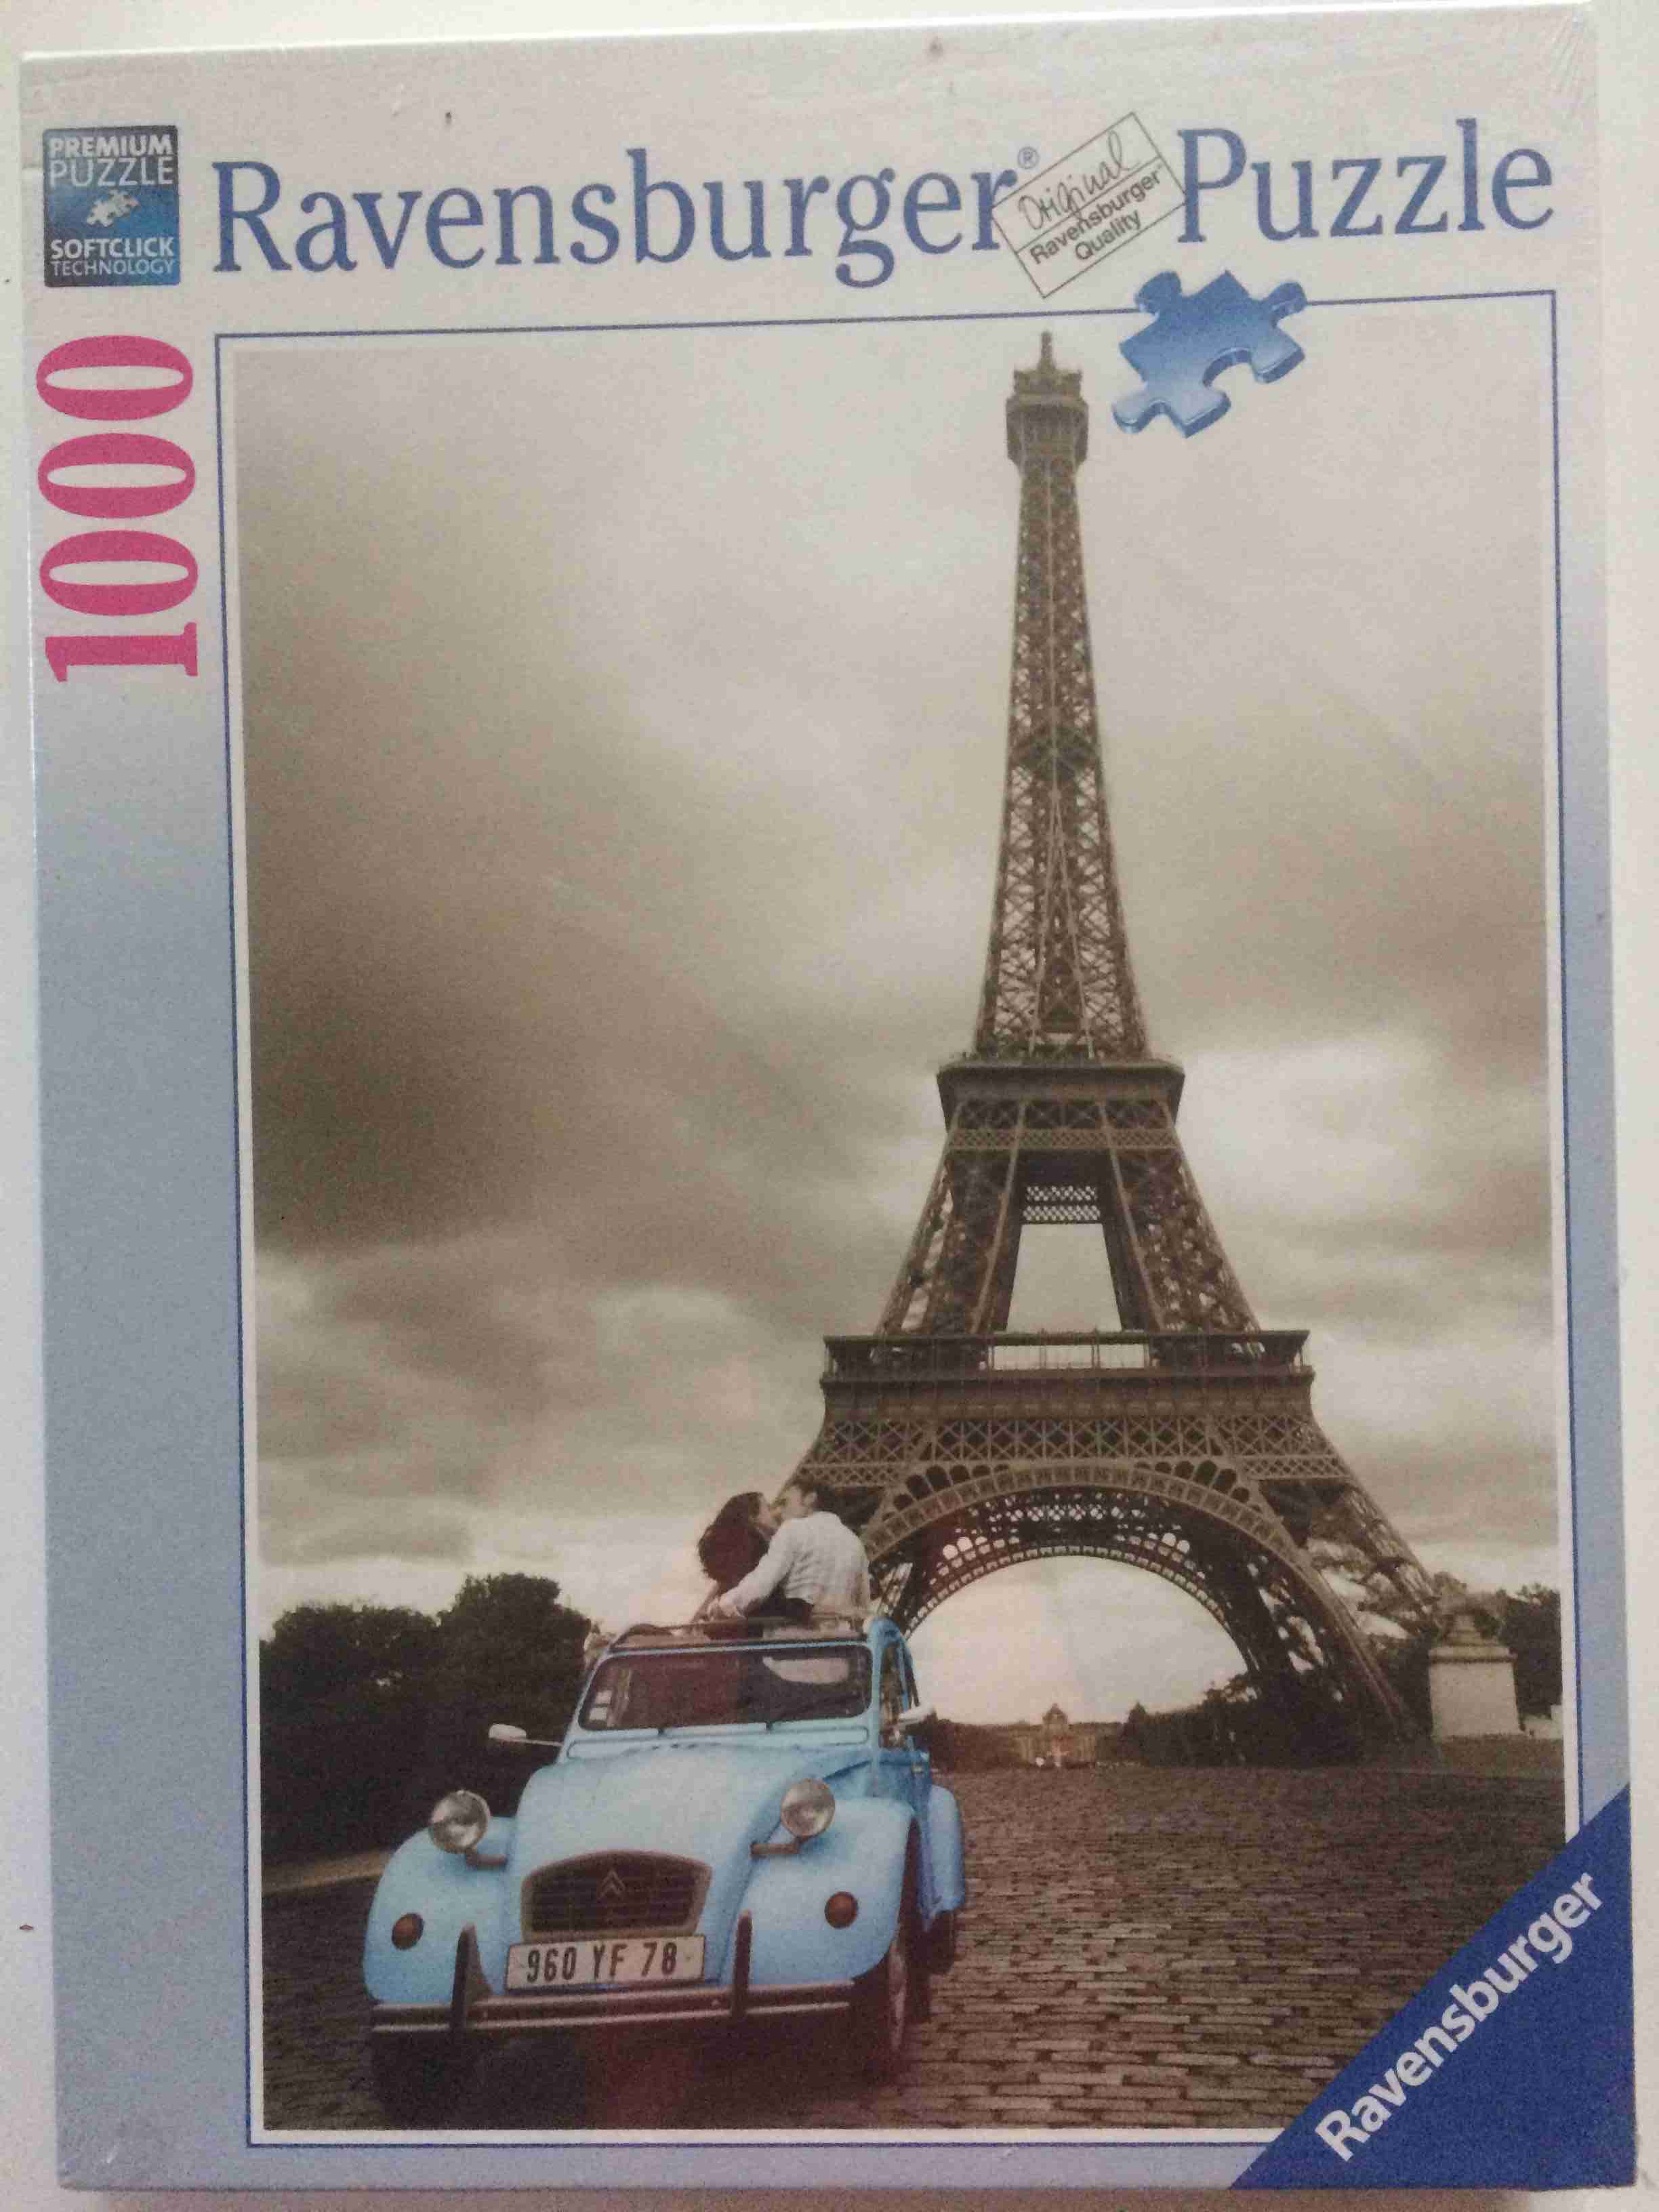 PREMIUM
PUZZLE
SOFTCLICK
TECHNOLOGY
Ravensburger® Puzzle
Original
Ravensburger
Quality
1000
960 YF 78
Ravensburger